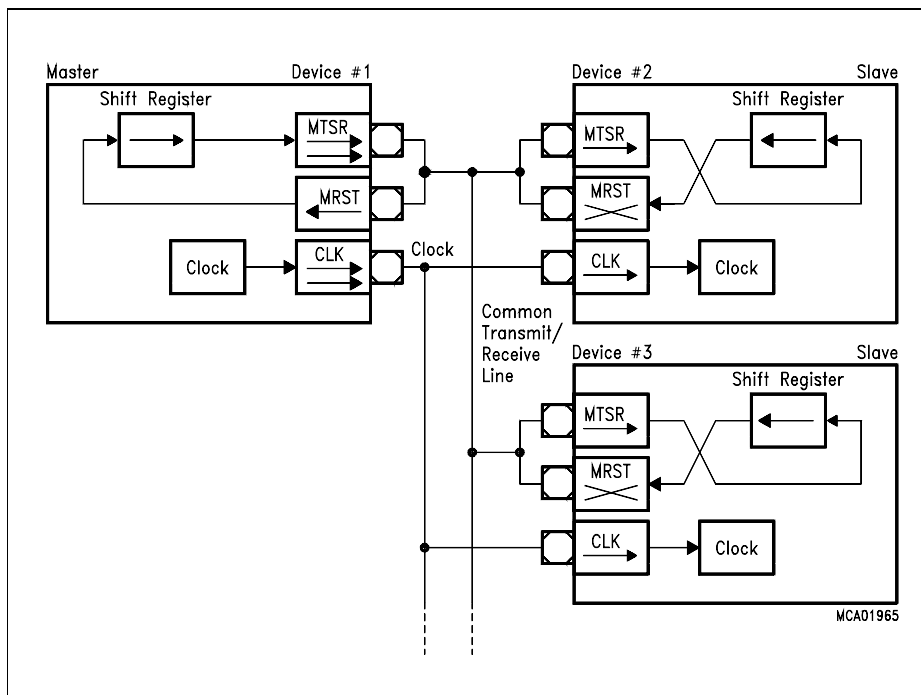 Master Device #1
Shift Register
MTSR
MRST
Clock
CLK
Clock
Common
Transmit/
Receive
Line
Device #2 Slave
Shift Register
MTSR
MRST
CLK
Clock
Device #3 Slave
Shift Register
MTSR
MRST
CLK
Clock
MCA01965